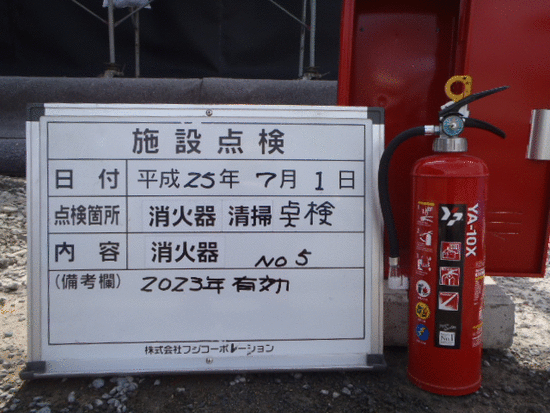 施設点検
日付 平成25年 7月1日
点検箇所 消火器 清掃 点検
内容 消火器 NO5
(備考欄) 2023年有効
株式会社フジコーポレーション
YA-10X